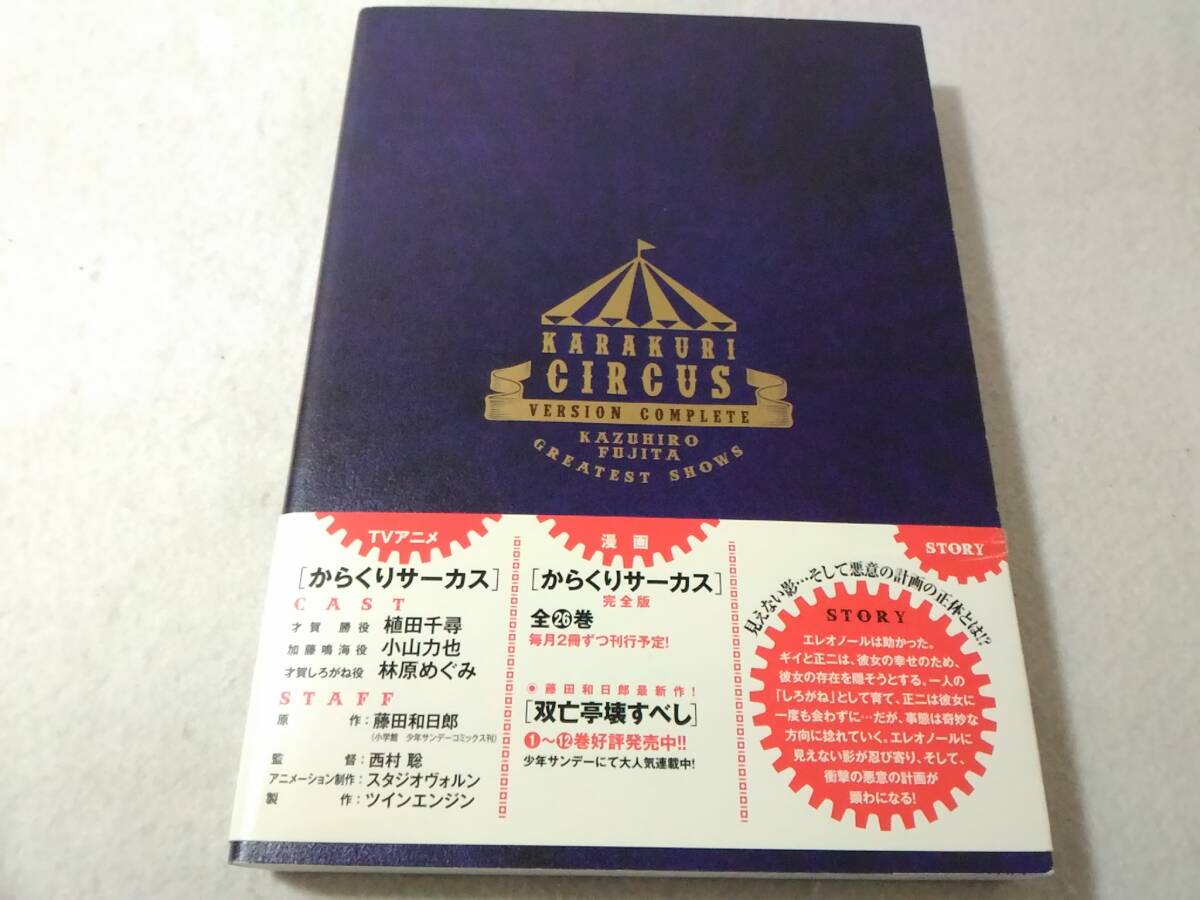 KARAKURI
CIRCUS
VERSION COMPLETE
KAZUHIRO
FUJITA
GREATEST SHOWS
TVアニメ
[からくりサーカス]
CAST
才賀 勝役 植田千尋
加藤鳴海役 小山力也
才賀しろがね役 林原めぐみ
STAFF
原 作:藤田和日郎
(小学館 少年サンデーコミックス刊)
監 督:西村 聡
アニメーション制作:スタジオヴォルン
製 作:ツインエンジン
漫画
[からくりサーカス]
完全版
全26巻
毎月2冊ずつ刊行予定!
◉ 藤田和日郎最新作!
[双亡亭壊すべし]
①〜⑫巻好評発売中!!
少年サンデーにて大人気連載中!
STORY
見えない影…そして悪意の計画の正体とは!?
STORY
エレオノールは助かった。
ギイと正二は、彼女の幸せのため、
彼女の存在を隠そうとする、一人の
「しろがね」として育て、正二は彼女に
一度も会わずに…だが、事態は奇妙な
方向に捻れていく。エレオノールに
見えない影が忍び寄り、そして、
衝撃の悪意の計画が
顕わになる!